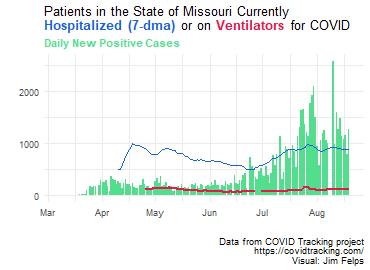 Patients in the State of Missouri Currently
Hospitalized (7-dma) or on Ventilators for COVID
Daily New Positive Cases
2000
1000
0
Mar Apr May Jun Jul Aug
Data from COVID Tracking project
https://covidtracking.com/
Visual: Jim Felps